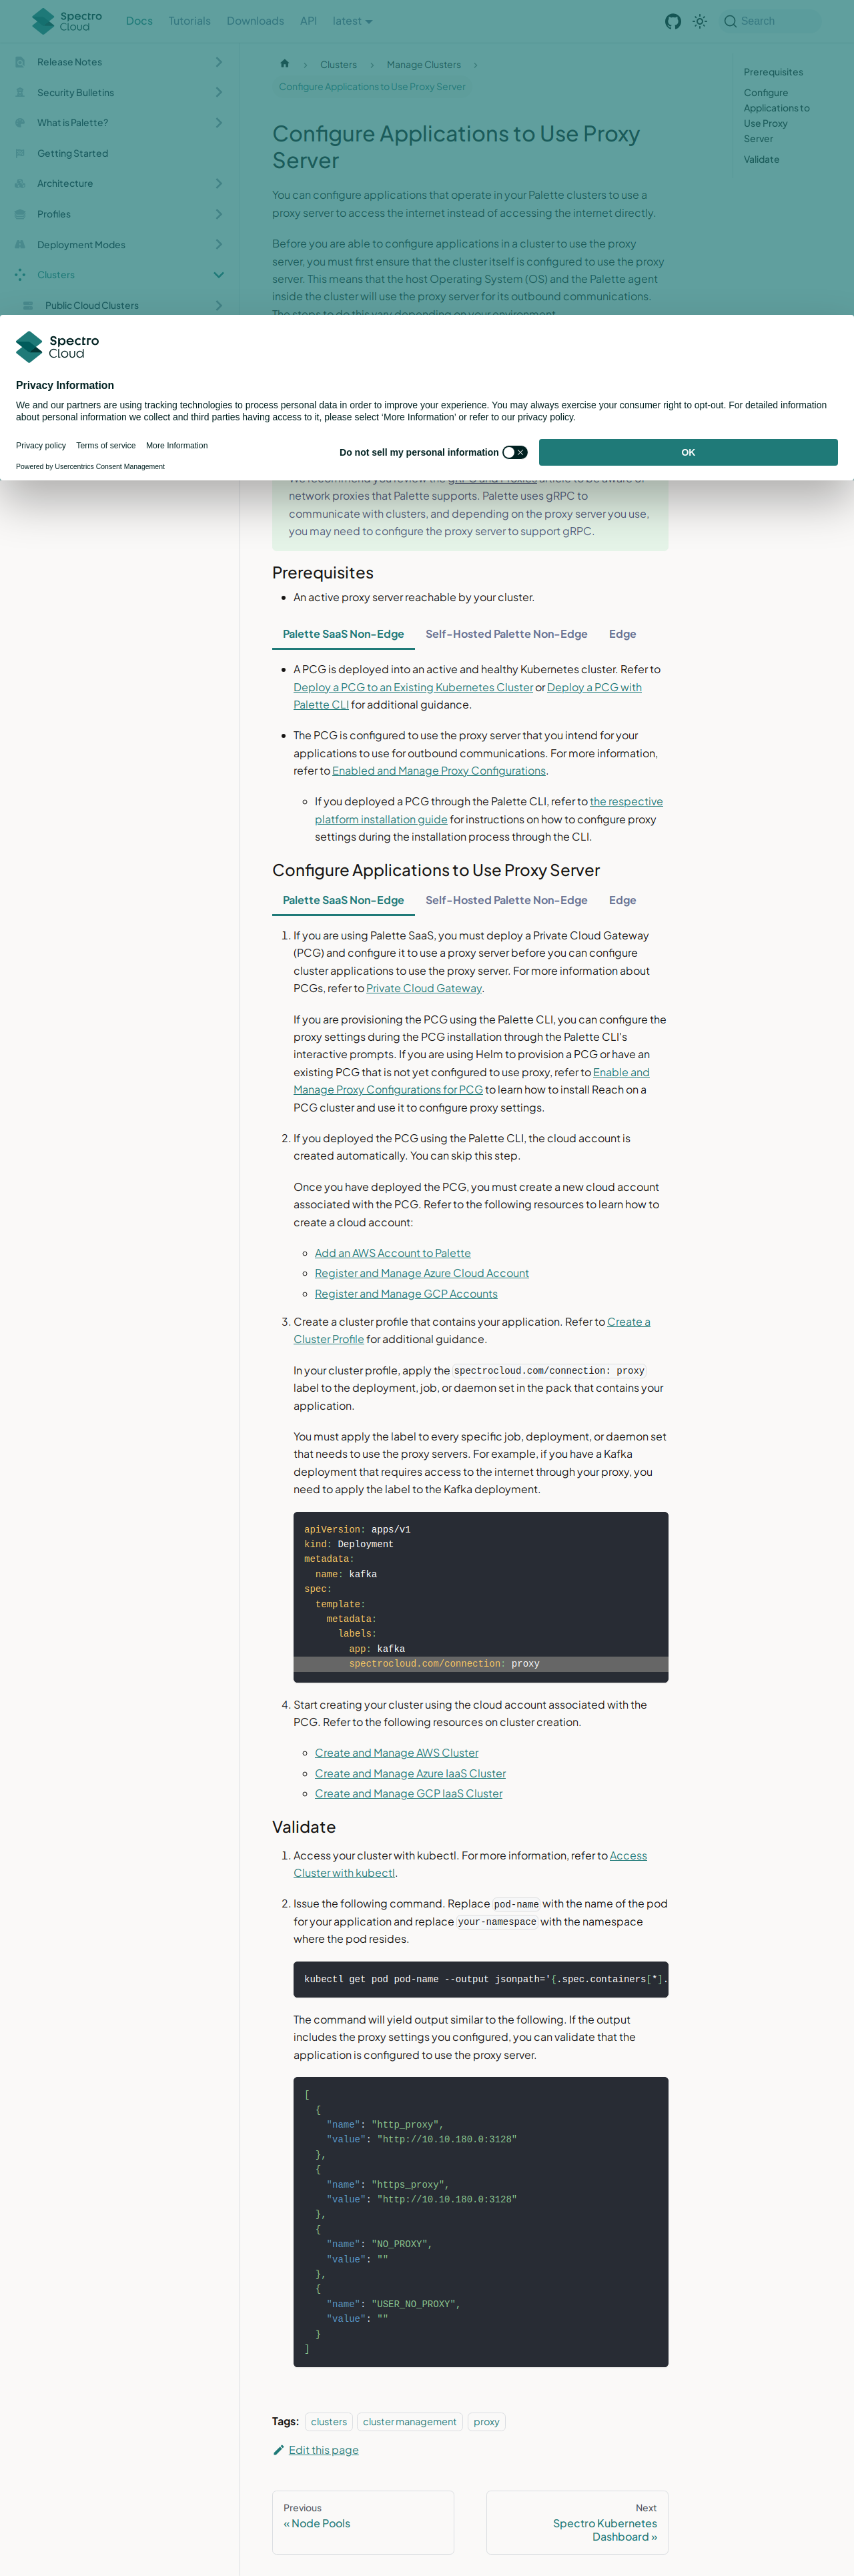 Spectro
Cloud
Docs
Tutorials
Downloads
API
latest
Search
Release Notes
Security Bulletins
What is Palette?
Getting Started
Architecture
Profiles
Deployment Modes
Clusters
Public Cloud Clusters
Clusters
Manage Clusters
Configure Applications to Use Proxy Server
Prerequisites
Configure
Applications to
Use Proxy
Server
Validate
Configure Applications to Use Proxy
Server
You can configure applications that operate in your Palette clusters to use a
proxy server to access the internet instead of accessing the internet directly.
Before you are able to configure applications in a cluster to use the proxy
server, you must first ensure that the cluster itself is configured to use the proxy
server. This means that the host Operating System (OS) and the Palette agent
inside the cluster will use the proxy server for its outbound communications.
The steps to do this vary depending on your environment.
Spectro
Cloud
Privacy Information
We and our partners are using tracking technologies to process personal data in order to improve your experience. You may always exercise your consumer right to opt-out. For detailed information
about personal information we collect and third parties having access to it, please select ‘More Information’ or refer to our privacy policy.
Privacy policy
Terms of service
More Information
Do not sell my personal information
OK
Powered by Usercentrics Consent Management
We recommend you review the gRPC and Proxies article to be aware of
network proxies that Palette supports. Palette uses gRPC to
communicate with clusters, and depending on the proxy server you use,
you may need to configure the proxy server to support gRPC.
Prerequisites
An active proxy server reachable by your cluster.
Palette SaaS Non-Edge
Self-Hosted Palette Non-Edge
Edge
A PCG is deployed into an active and healthy Kubernetes cluster. Refer to
Deploy a PCG to an Existing Kubernetes Cluster or Deploy a PCG with
Palette CLI for additional guidance.
The PCG is configured to use the proxy server that you intend for your
applications to use for outbound communications. For more information,
refer to Enabled and Manage Proxy Configurations.
If you deployed a PCG through the Palette CLI, refer to the respective
platform installation guide for instructions on how to configure proxy
settings during the installation process through the CLI.
Configure Applications to Use Proxy Server
Palette SaaS Non-Edge
Self-Hosted Palette Non-Edge
Edge
1. If you are using Palette SaaS, you must deploy a Private Cloud Gateway
(PCG) and configure it to use a proxy server before you can configure
cluster applications to use the proxy server. For more information about
PCGs, refer to Private Cloud Gateway.
If you are provisioning the PCG using the Palette CLI, you can configure the
proxy settings during the PCG installation through the Palette CLI's
interactive prompts. If you are using Helm to provision a PCG or have an
existing PCG that is not yet configured to use proxy, refer to Enable and
Manage Proxy Configurations for PCG to learn how to install Reach on a
PCG cluster and use it to configure proxy settings.
2. If you deployed the PCG using the Palette CLI, the cloud account is
created automatically. You can skip this step.
Once you have deployed the PCG, you must create a new cloud account
associated with the PCG. Refer to the following resources to learn how to
create a cloud account:
Add an AWS Account to Palette
Register and Manage Azure Cloud Account
Register and Manage GCP Accounts
3. Create a cluster profile that contains your application. Refer to Create a
Cluster Profile for additional guidance.
In your cluster profile, apply the spectrocloud.com/connection: proxy
label to the deployment, job, or daemon set in the pack that contains your
application.
You must apply the label to every specific job, deployment, or daemon set
that needs to use the proxy servers. For example, if you have a Kafka
deployment that requires access to the internet through your proxy, you
need to apply the label to the Kafka deployment.
apiVersion: apps/v1
kind: Deployment
metadata:
name: kafka
spec:
template:
metadata:
labels:
app: kafka
spectrocloud.com/connection: proxy
4. Start creating your cluster using the cloud account associated with the
PCG. Refer to the following resources on cluster creation.
Create and Manage AWS Cluster
Create and Manage Azure IaaS Cluster
Create and Manage GCP IaaS Cluster
Validate
1. Access your cluster with kubectl. For more information, refer to Access
Cluster with kubectl.
2. Issue the following command. Replace pod-name with the name of the pod
for your application and replace your-namespace with the namespace
where the pod resides.
kubectl get pod pod-name --output jsonpath='{.spec.containers[*].
The command will yield output similar to the following. If the output
includes the proxy settings you configured, you can validate that the
application is configured to use the proxy server.
[
{
"name": "http_proxy",
"value": "http://10.10.180.0:3128"
},
{
"name": "https_proxy",
"value": "http://10.10.180.0:3128"
},
{
"name": "NO_PROXY",
"value": ""
},
{
"name": "USER_NO_PROXY",
"value": ""
}
]
Tags: clusters cluster management proxy
Edit this page
Previous
« Node Pools
Next
Spectro Kubernetes
Dashboard »